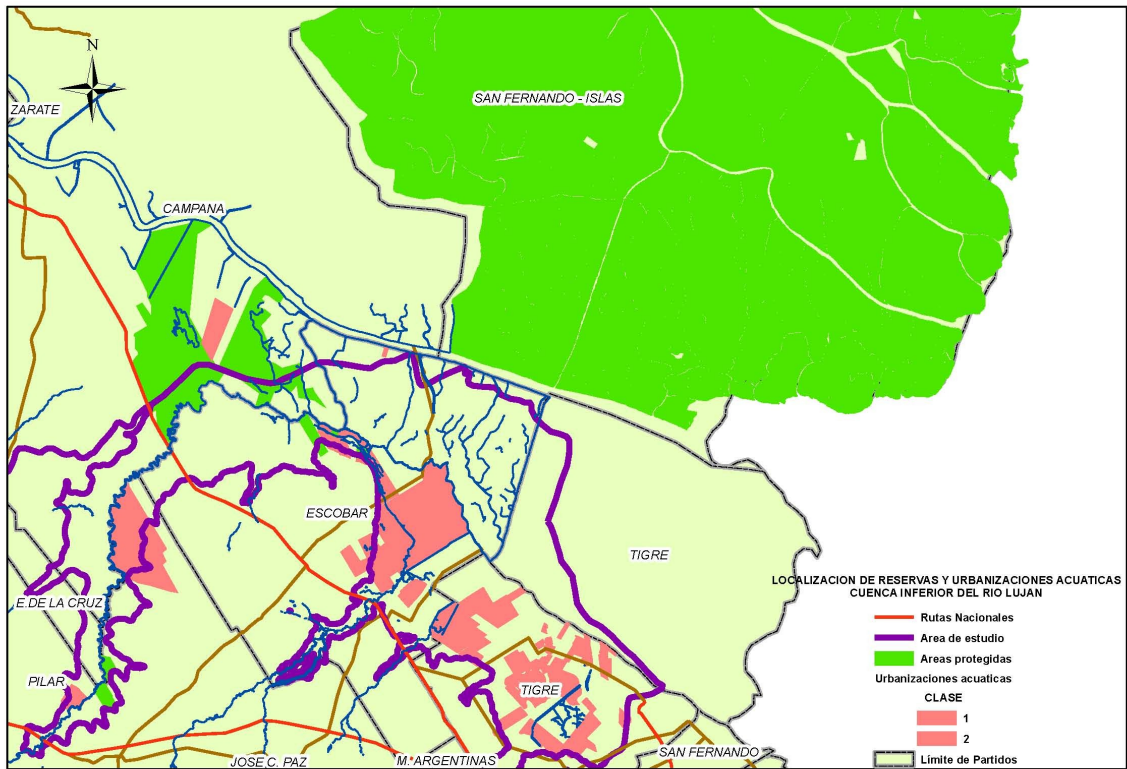 N
SAN FERNANDO - ISLAS
ZARATE
CAMPANA
ESCOBAR
TIGRE
E.DE LA CRUZ
PILAR
TIGRE
JOSE C. PAZ
M. ARGENTINAS
SAN FERNANDO
LOCALIZACION DE RESERVAS Y URBANIZACIONES ACUATICAS
CUENCA INFERIOR DEL RIO LUJAN
Rutas Nacionales
Area de estudio
Areas protegidas
Urbanizaciones acuaticas
CLASE
1
2
Límite de Partidos